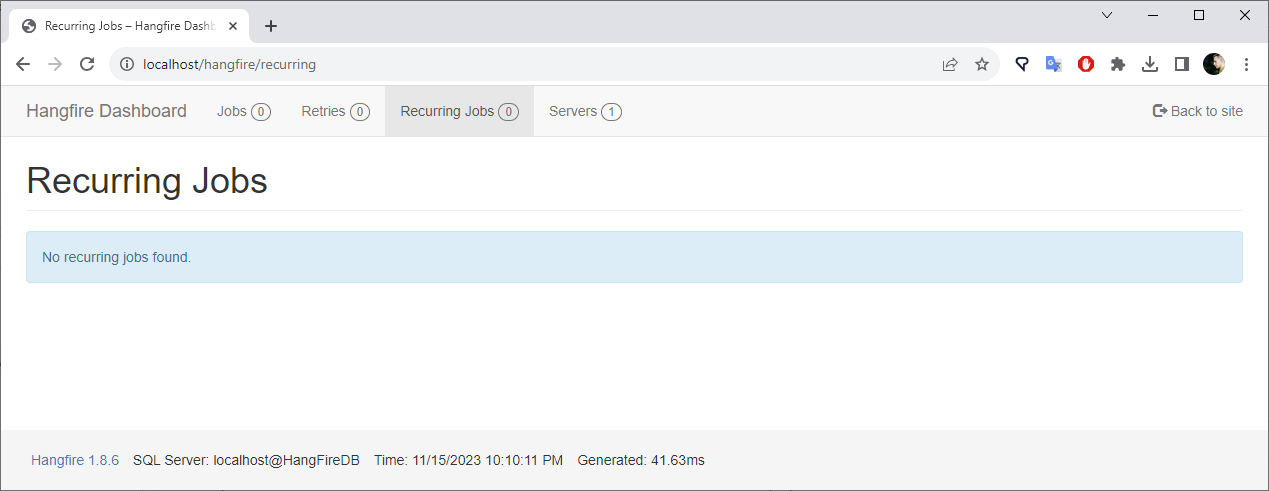 Recurring Jobs – Hangfire Dashb
localhost/hangfire/recurring
Hangfire Dashboard Jobs 0 Retries 0 Recurring Jobs 0 Servers 1 Back to site
Recurring Jobs
No recurring jobs found.
Hangfire 1.8.6 SQL Server: localhost@HangFireDB Time: 11/15/2023 10:10:11 PM Generated: 41.63ms